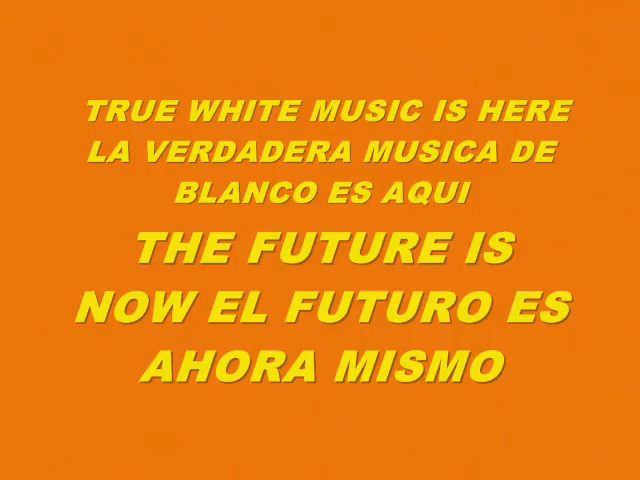 TRUE WHITE MUSIC IS HERE
LA VERDADERA MUSICA DE
BLANCO ES AQUI
THE FUTURE IS
NOW EL FUTURO ES
AHORA MISMO